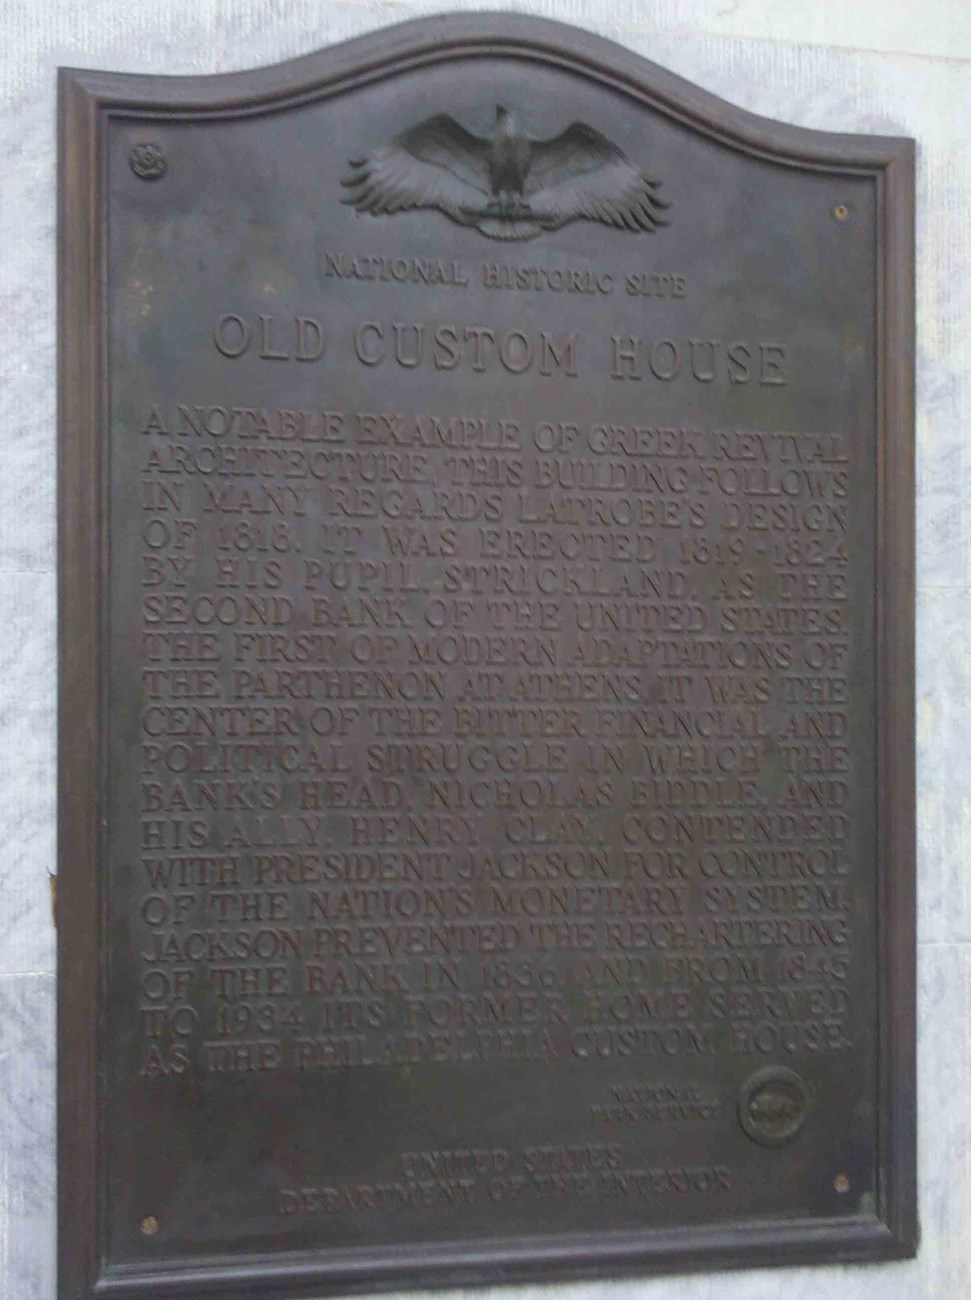 NATIONAL HISTORIC SITE
OLD CUSTOM HOUSE
A NOTABLE EXAMPLE OF GREEK REVIVAL
ARCHITECTURE, THIS BUILDING FOLLOWS
IN MANY REGARDS LATROBE'S DESIGN
OF 1818. IT WAS ERECTED 1819-1824
BY HIS PUPIL, STRICKLAND, AS THE
SECOND BANK OF THE UNITED STATES.
THE FIRST OF MODERN ADAPTATIONS OF
THE PARTHENON AT ATHENS, IT WAS THE
CENTER OF THE BITTER FINANCIAL AND
POLITICAL STRUGGLE IN WHICH THE
BANK'S HEAD, NICHOLAS BIDDLE, AND
HIS ALLY, HENRY CLAY, CONTENDED
WITH PRESIDENT JACKSON FOR CONTROL
OF THE NATION'S MONETARY SYSTEM.
JACKSON PREVENTED THE RECHARTERING
OF THE BANK IN 1836 AND FROM 1845
TO 1934 ITS FORMER HOME SERVED
AS THE PHILADELPHIA CUSTOM HOUSE.
NATIONAL
PARK SERVICE
UNITED STATES
DEPARTMENT OF THE INTERIOR